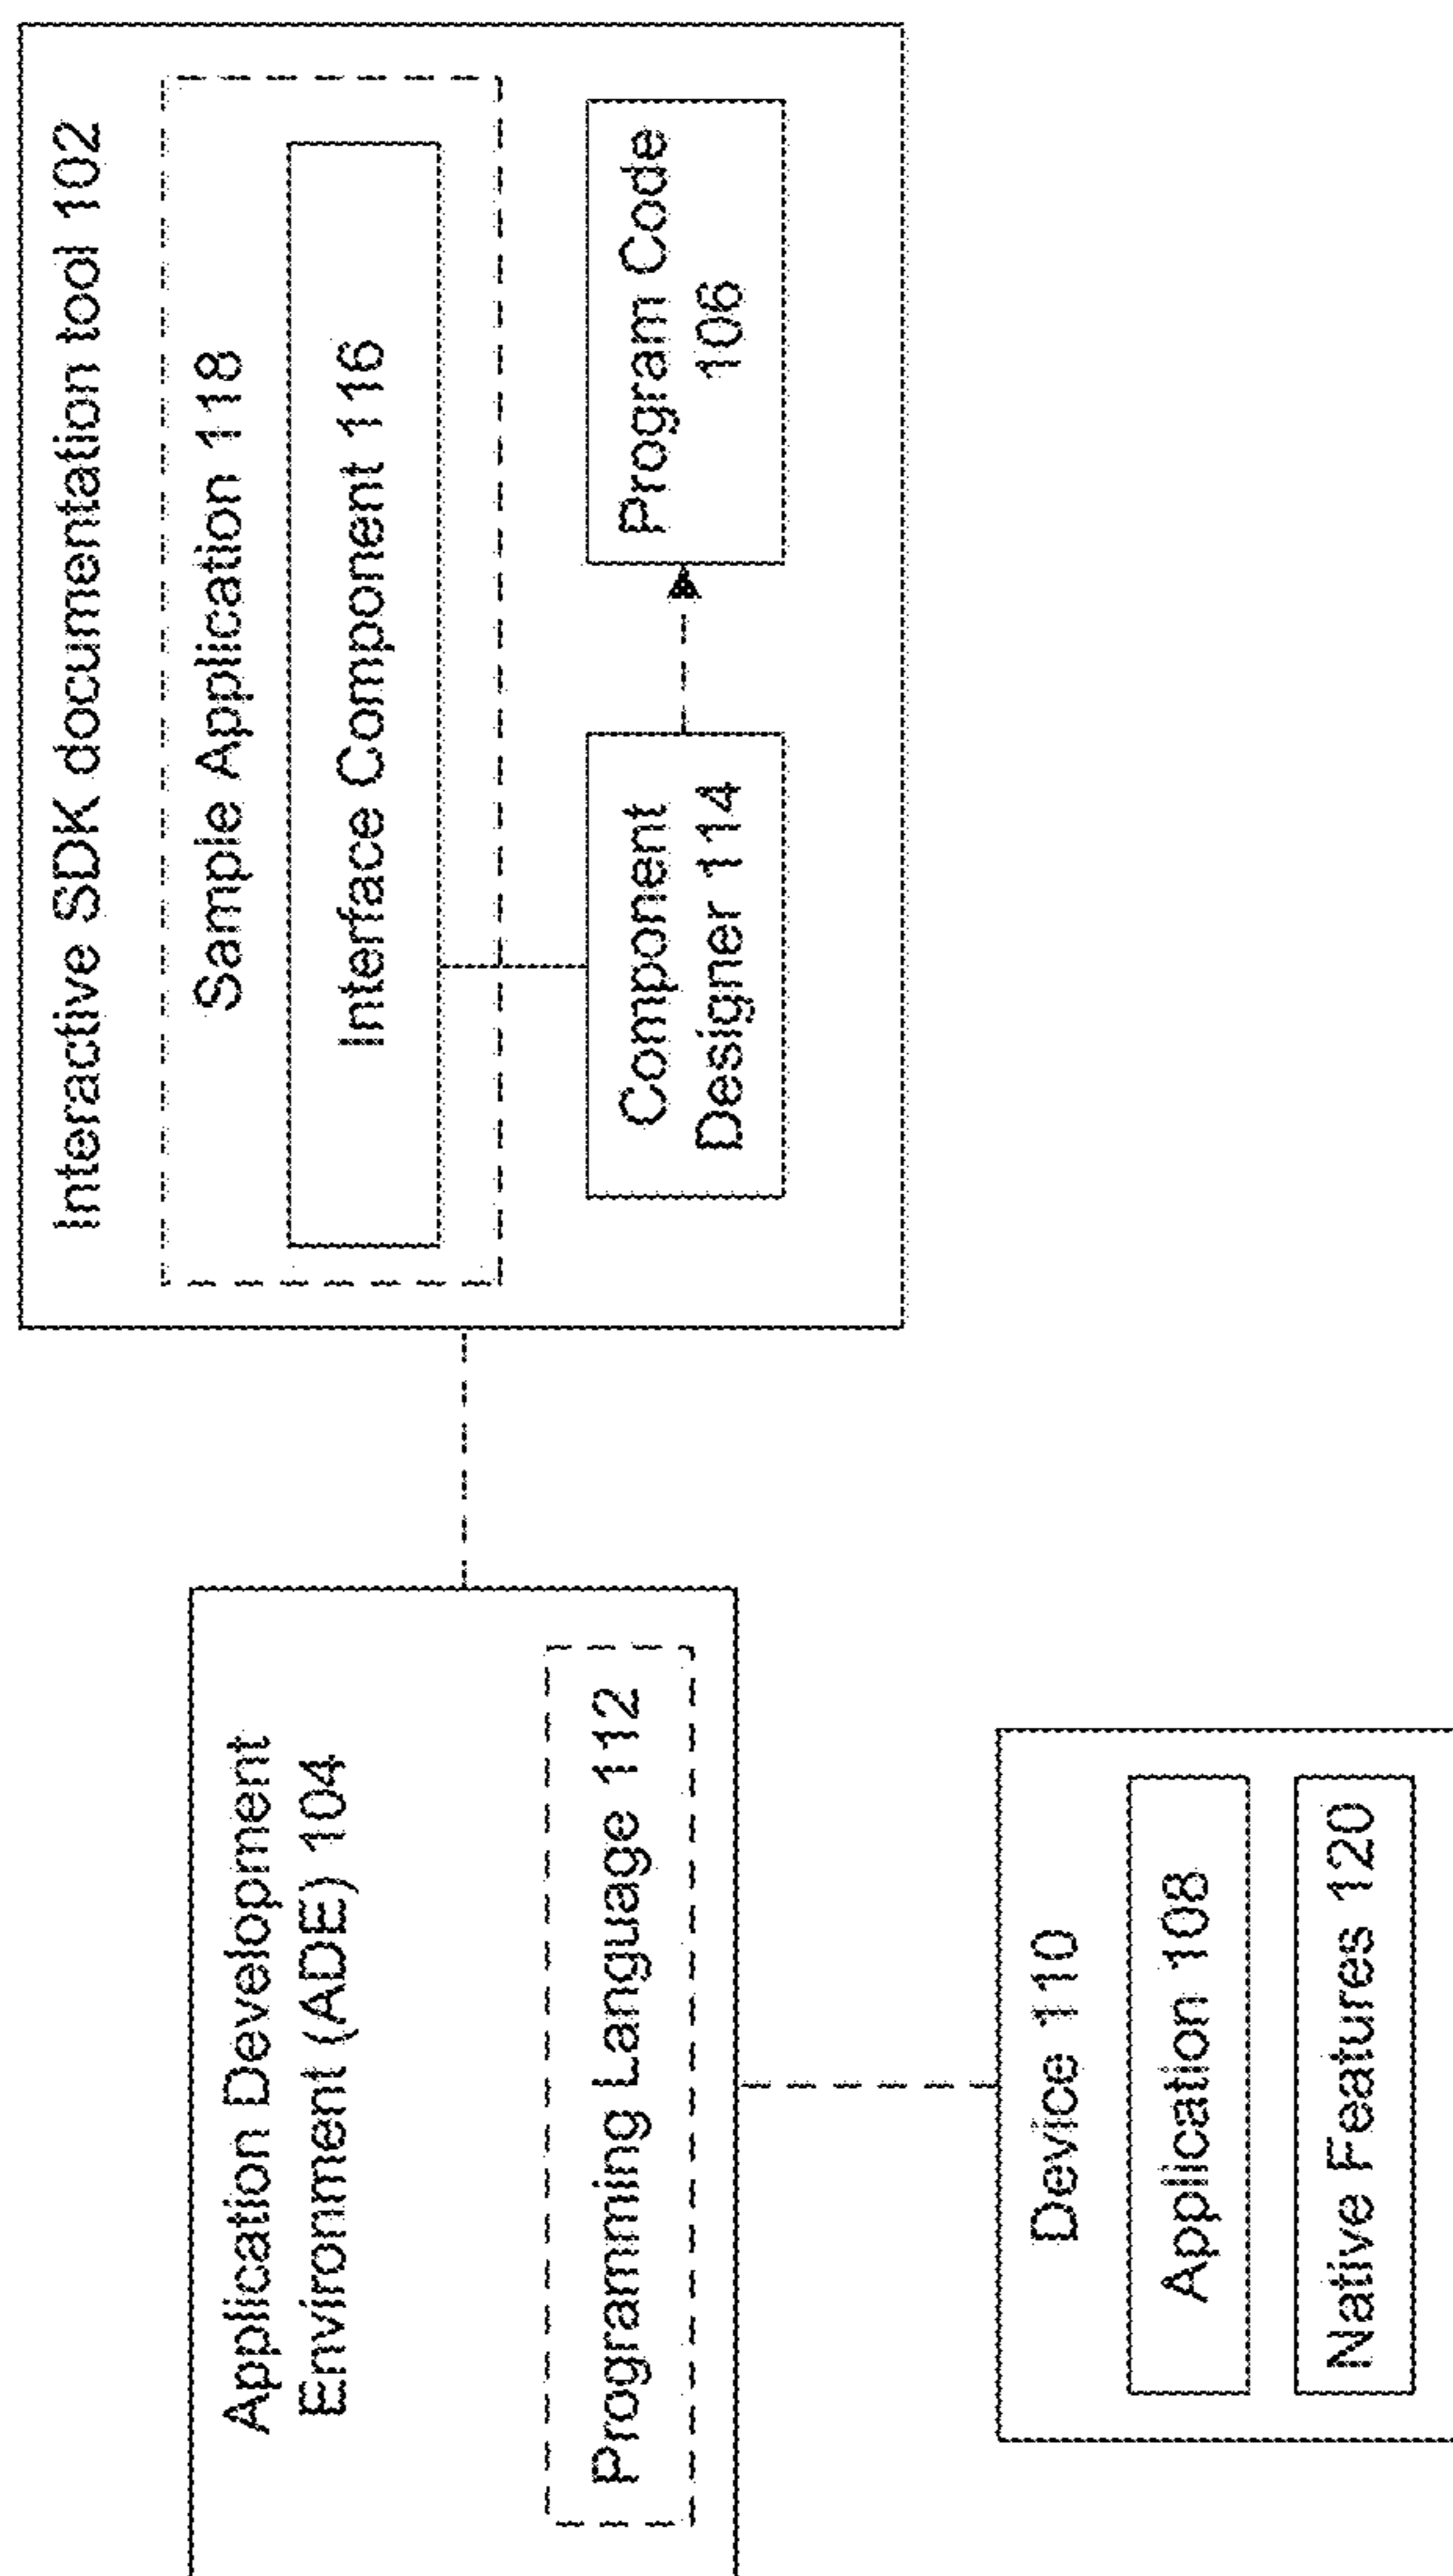 Application Development
Environment (ADE) 104
Programming Language 112
Device 110
Application 108
Native Features 120
Interactive SDK documentation tool 102
Sample Application 118
Interface Component 116
Component
Designer 114
Program Code
106